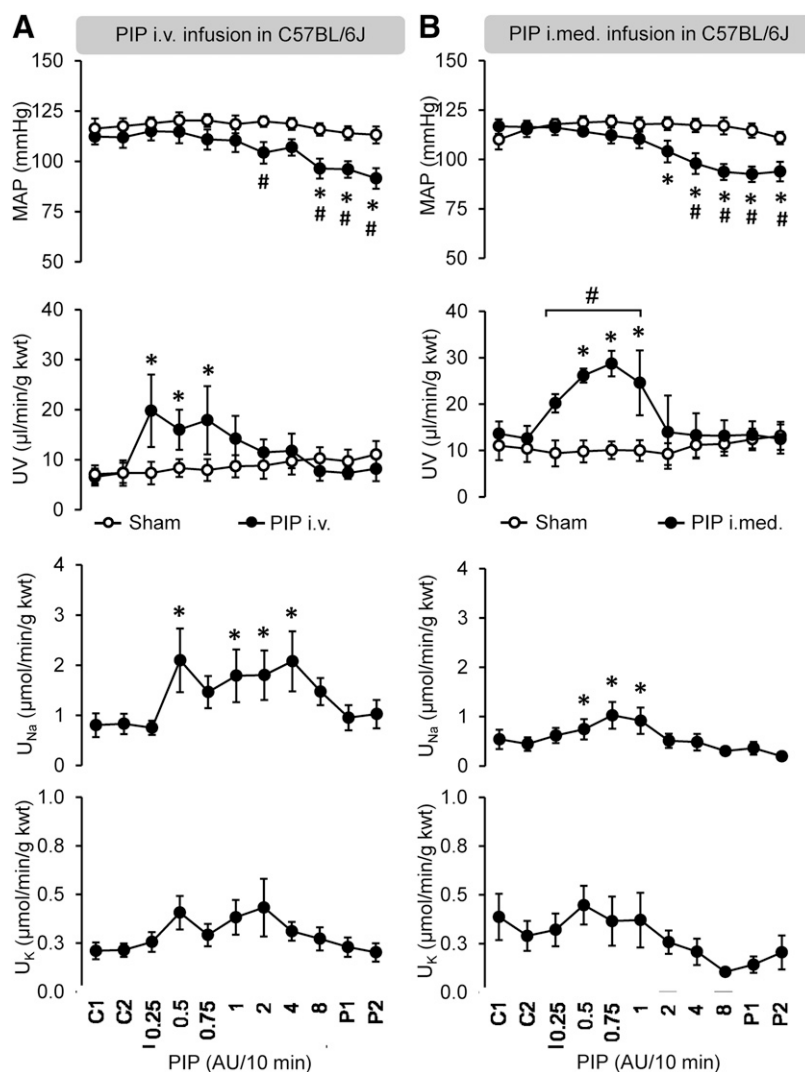 A
PIP i.v. infusion in C57BL/6J
B
PIP i.med. infusion in C57BL/6J
150
125
100
75
50
MAP (mmHg)
#
*
#
*
#
*
#
150
125
100
75
50
MAP (mmHg)
*
*
#
*
#
*
#
*
#
40
30
20
10
0
UV (µl/min/g kwt)
* * *
Sham
PIP i.v.
40
30
20
10
0
UV (µl/min/g kwt)
#
* * *
Sham
PIP i.med.
4
3
2
1
0
U Na (µmol/min/g kwt)
* * * *
4
3
2
1
0
U Na (µmol/min/g kwt)
* * *
1.0
0.8
0.5
0.3
0.0
U K (µmol/min/g kwt)
C1 C2 0.25 0.5 0.75 1 2 4 8 P1 P2
PIP (AU/10 min)
1.0
0.8
0.5
0.3
0.0
U K (µmol/min/g kwt)
C1 C2 0.25 0.5 0.75 1 2 4 8 P1 P2
PIP (AU/10 min)